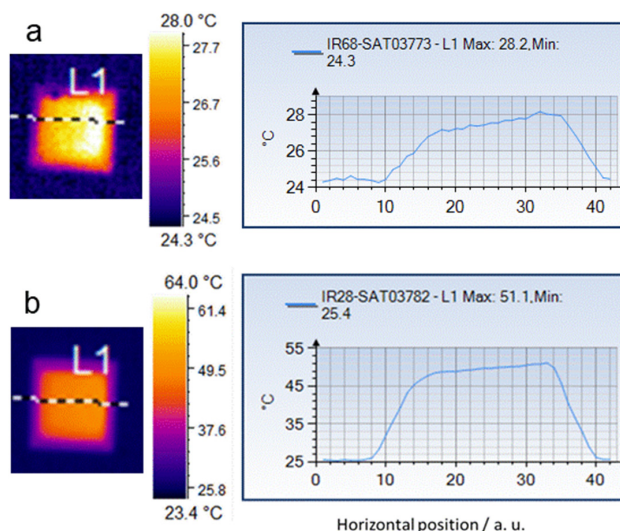 a
L1
28.0 °C
27.7
26.7
25.6
24.5
24.3 °C
IR68-SAT03773 - L1 Max: 28.2,Min:
24.3
°C
28
26
24
0 10 20 30 40
b
L1
64.0 °C
61.4
49.5
37.6
25.8
23.4 °C
IR28-SAT03782 - L1 Max: 51.1,Min:
25.4
°C
55
45
35
25
0 10 20 30 40
Horizontal position / a. u.